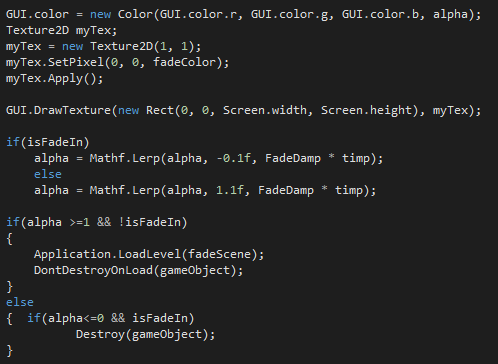 GUI.color = new Color(GUI.color.r, GUI.color.g, GUI.color.b, alpha);
Texture2D myTex;
myTex = new Texture2D(1, 1);
myTex.SetPixel(0, 0, fadeColor);
myTex.Apply();

GUI.DrawTexture(new Rect(0, 0, Screen.width, Screen.height), myTex);

if(isFadeIn)
    alpha = Mathf.Lerp(alpha, -0.1f, FadeDamp * timp);
    else
    alpha = Mathf.Lerp(alpha, 1.1f, FadeDamp * timp);

if(alpha >=1 && !isFadeIn)
{
    Application.LoadLevel(fadeScene);
    DontDestroyOnLoad(gameObject);
}
else
{  if(alpha<=0 && isFadeIn)
          Destroy(gameObject);
}